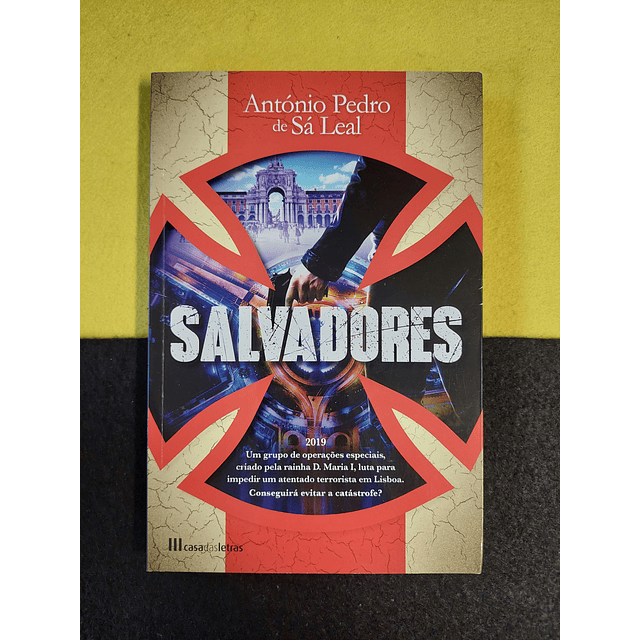 António Pedro
de Sá Leal
SALVADORES
2019
Um grupo de operações especiais,
criado pela rainha D. Maria I, luta para
impedir um atentado terrorista em Lisboa.
Conseguirá evitar a catástrofe?
casadasletras